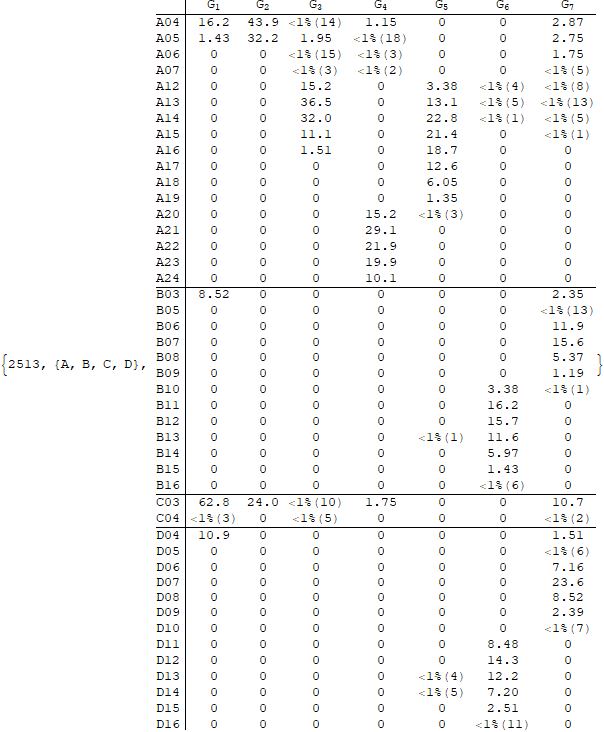 G₁ G₂ G₃ G₄ G₅ G₆ G₇
A04 16.2 43.9 <1%(14) 1.15 0 0 2.87
A05 1.43 32.2 1.95 <1%(18) 0 0 2.75
A06 0 0 <1%(15) <1%(3) 0 0 1.75
A07 0 0 <1%(3) <1%(2) 0 0 <1%(5)
A12 0 0 15.2 0 3.38 <1%(4) <1%(8)
A13 0 0 36.5 0 13.1 <1%(5) <1%(13)
A14 0 0 32.0 0 22.8 <1%(1) <1%(5)
A15 0 0 11.1 0 21.4 0 <1%(1)
A16 0 0 1.51 0 18.7 0 0
A17 0 0 0 0 12.6 0 0
A18 0 0 0 0 6.05 0 0
A19 0 0 0 0 1.35 0 0
A20 0 0 0 15.2 <1%(3) 0 0
A21 0 0 0 29.1 0 0 0
A22 0 0 0 21.9 0 0 0
A23 0 0 0 19.9 0 0 0
A24 0 0 0 10.1 0 0 0
B03 8.52 0 0 0 0 0 2.35
B05 0 0 0 0 0 0 <1%(13)
B06 0 0 0 0 0 0 11.9
B07 0 0 0 0 0 0 15.6
{2513, {A, B, C, D}, B08 0 0 0 0 0 0 5.37 }
B09 0 0 0 0 0 0 1.19
B10 0 0 0 0 0 3.38 <1%(1)
B11 0 0 0 0 0 16.2 0
B12 0 0 0 0 0 15.7 0
B13 0 0 0 0 <1%(1) 11.6 0
B14 0 0 0 0 0 5.97 0
B15 0 0 0 0 0 1.43 0
B16 0 0 0 0 0 <1%(6) 0
C03 62.8 24.0 <1%(10) 1.75 0 0 10.7
C04 <1%(3) 0 <1%(5) 0 0 0 <1%(2)
D04 10.9 0 0 0 0 0 1.51
D05 0 0 0 0 0 0 <1%(6)
D06 0 0 0 0 0 0 7.16
D07 0 0 0 0 0 0 23.6
D08 0 0 0 0 0 0 8.52
D09 0 0 0 0 0 0 2.39
D10 0 0 0 0 0 0 <1%(7)
D11 0 0 0 0 0 8.48 0
D12 0 0 0 0 0 14.3 0
D13 0 0 0 0 <1%(4) 12.2 0
D14 0 0 0 0 <1%(5) 7.20 0
D15 0 0 0 0 0 2.51 0
D16 0 0 0 0 0 <1%(11) 0